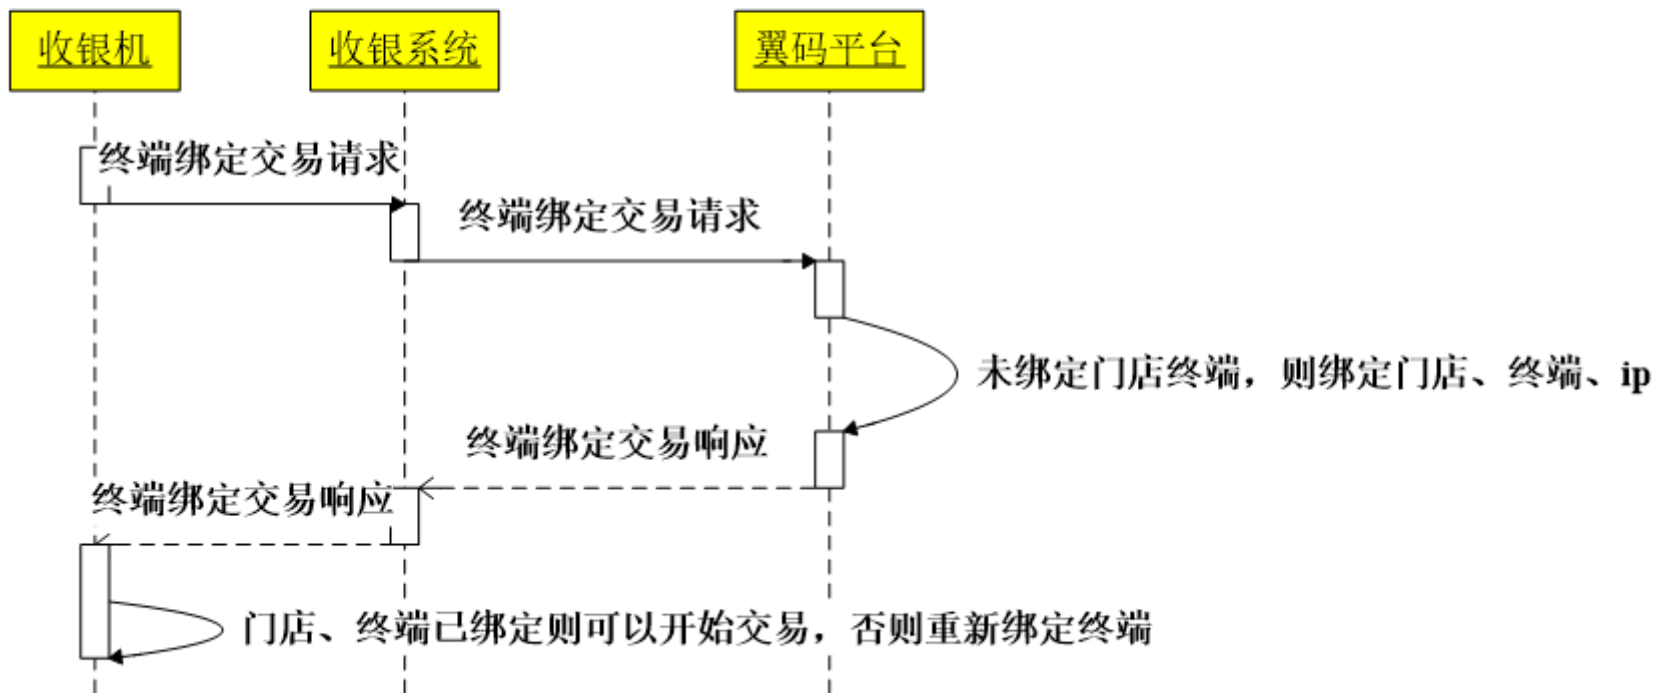 收银机
收银系统
翼码平台
终端绑定交易请求
终端绑定交易请求
未绑定门店终端，则绑定门店、终端、ip
终端绑定交易响应
终端绑定交易响应
门店、终端已绑定则可以开始交易，否则重新绑定终端